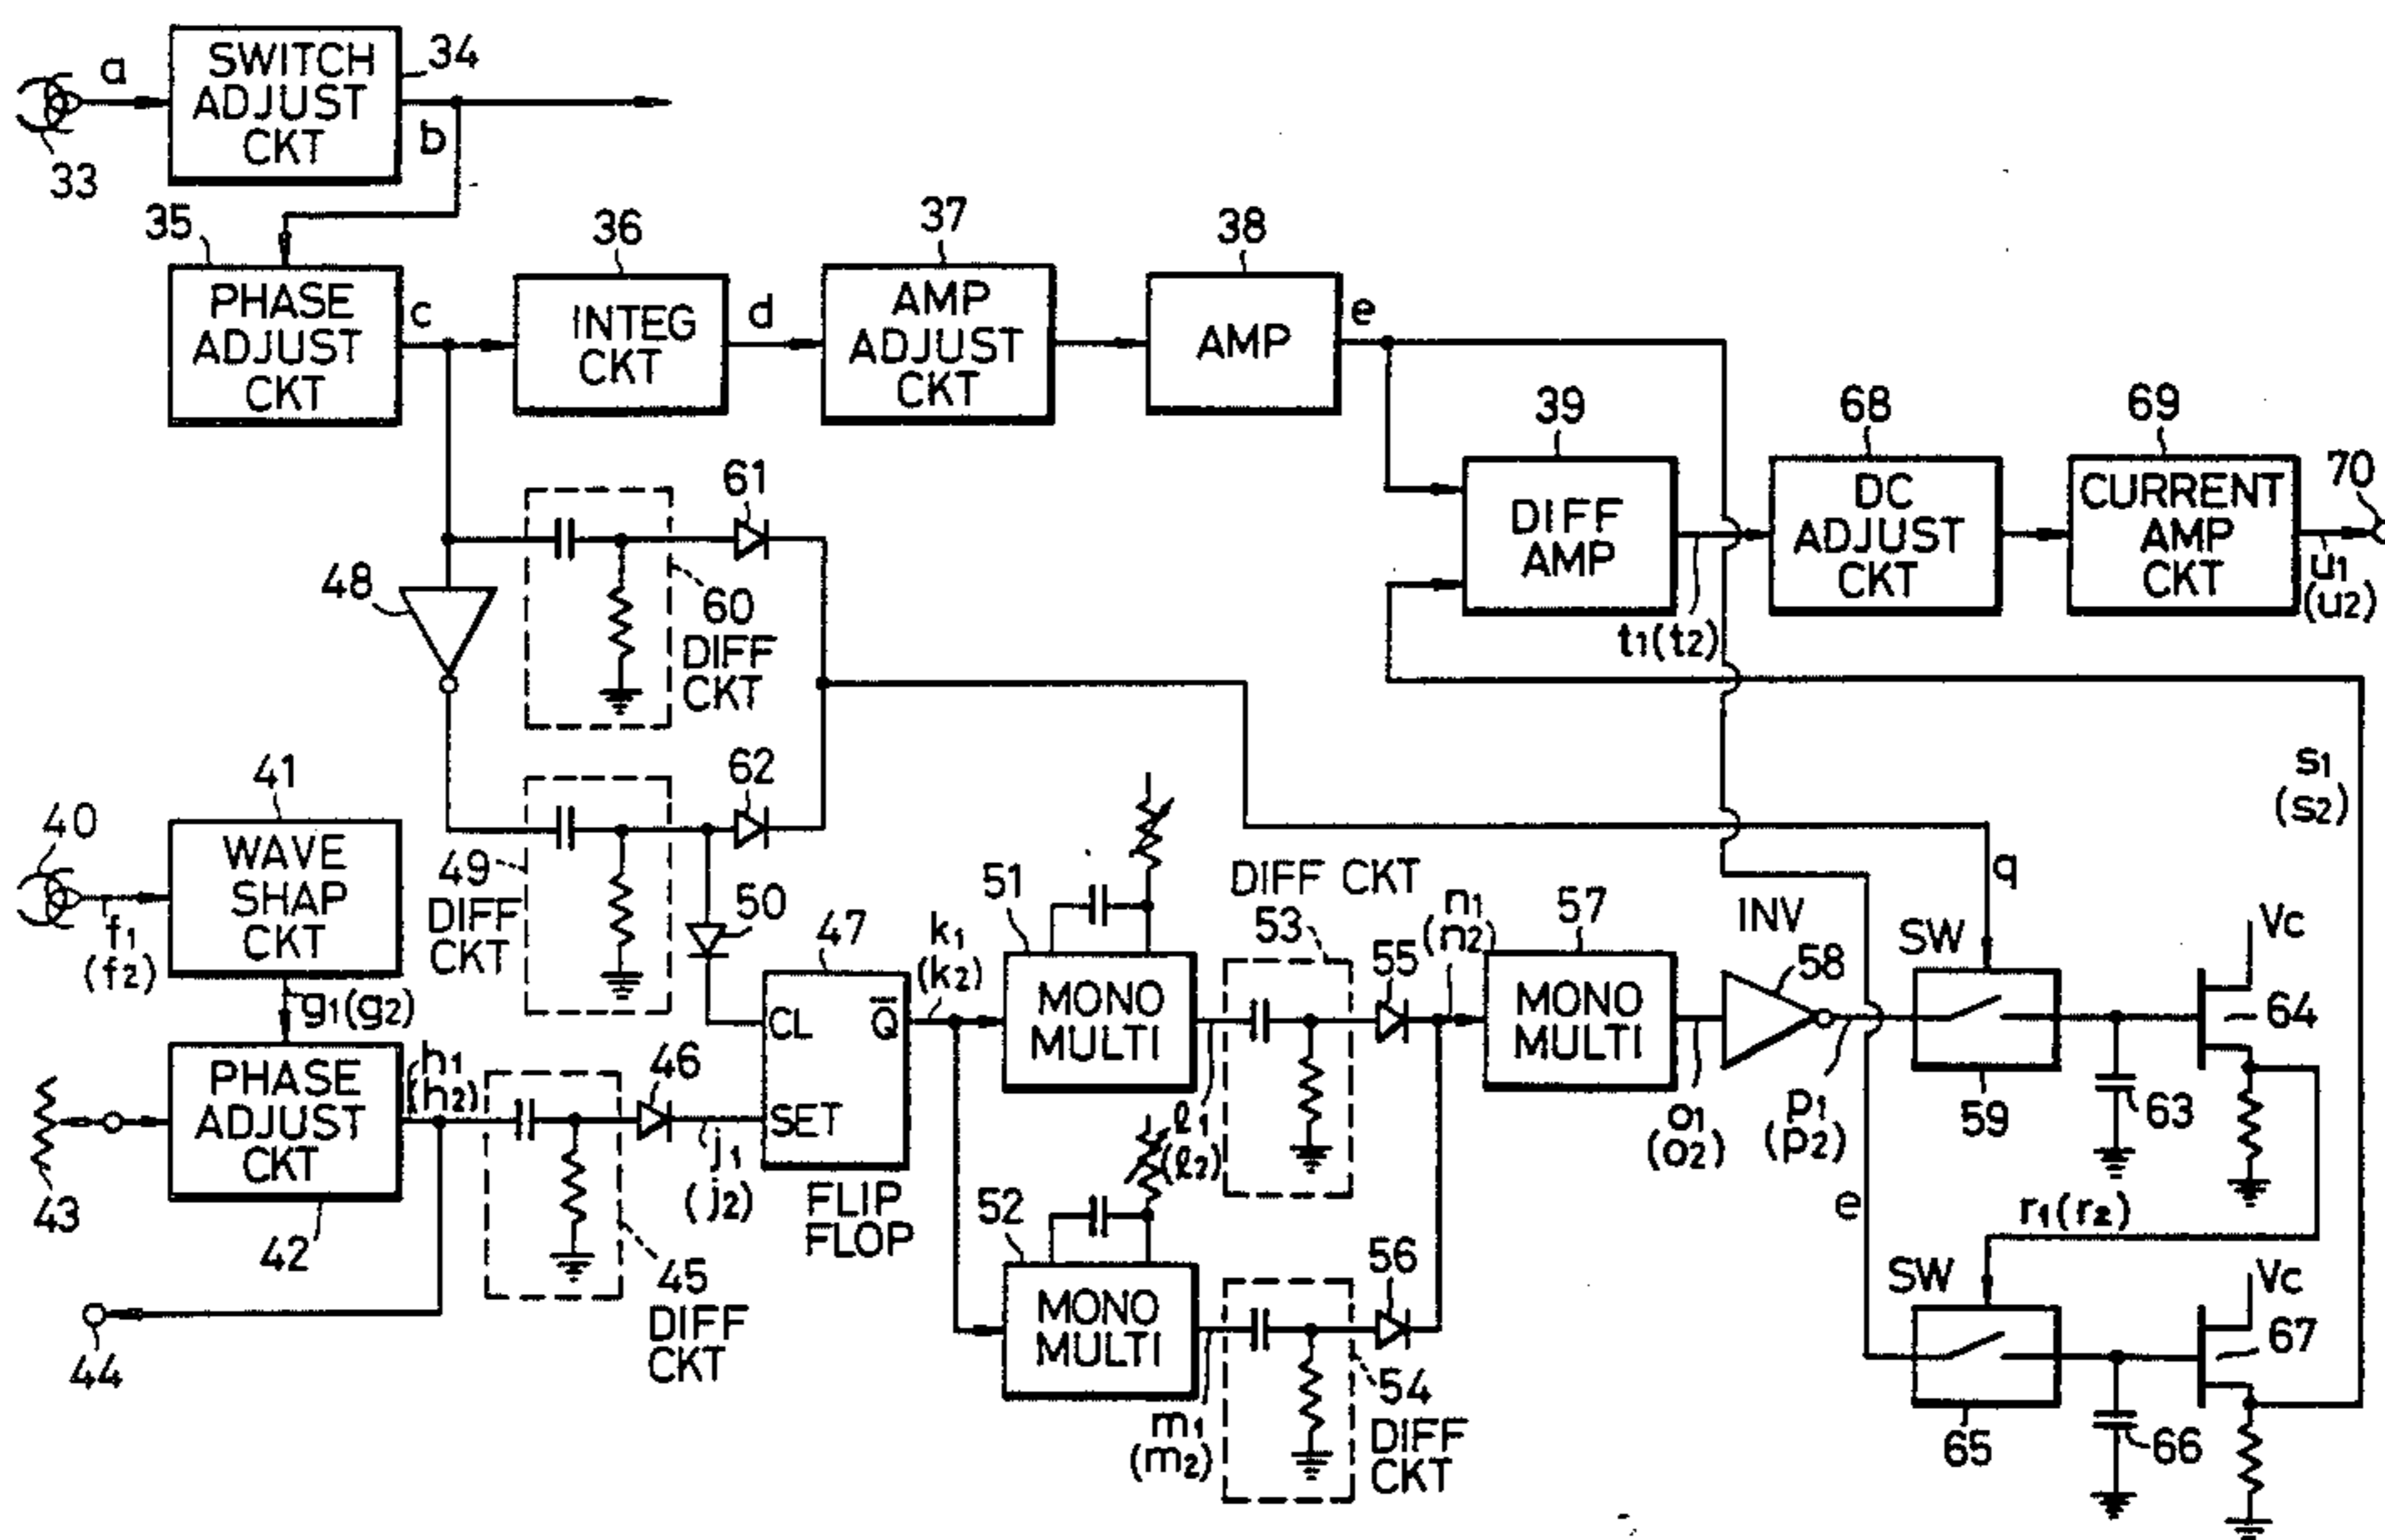 a
SWITCH
ADJUST
CKT
34
b
33
35
PHASE
ADJUST
CKT
c
36
INTEG
CKT
d
37
AMP
ADJUST
CKT
38
AMP
e
39
DIFF
AMP
t1(t2)
68
DC
ADJUST
CKT
69
CURRENT
AMP
CKT
70
u1
(u2)
61
60
DIFF
CKT
48
62
41
40
WAVE
SHAP
CKT
f1
(f2)
g1(g2)
49
DIFF
CKT
50
47
CL
Q̅
SET
FLIP
FLOP
k1
(k2)
PHASE
ADJUST
CKT
42
43
44
h1
(h2)
46
j1
(j2)
45
DIFF
CKT
51
MONO
MULTI
ℓ1
(ℓ2)
52
MONO
MULTI
m1
(m2)
DIFF CKT
53
55
n1
(n2)
56
54
DIFF
CKT
57
MONO
MULTI
o1
(o2)
INV
58
p1
(p2)
q
SW
59
63
Vc
64
s1
(s2)
e
r1(r2)
SW
65
66
Vc
67